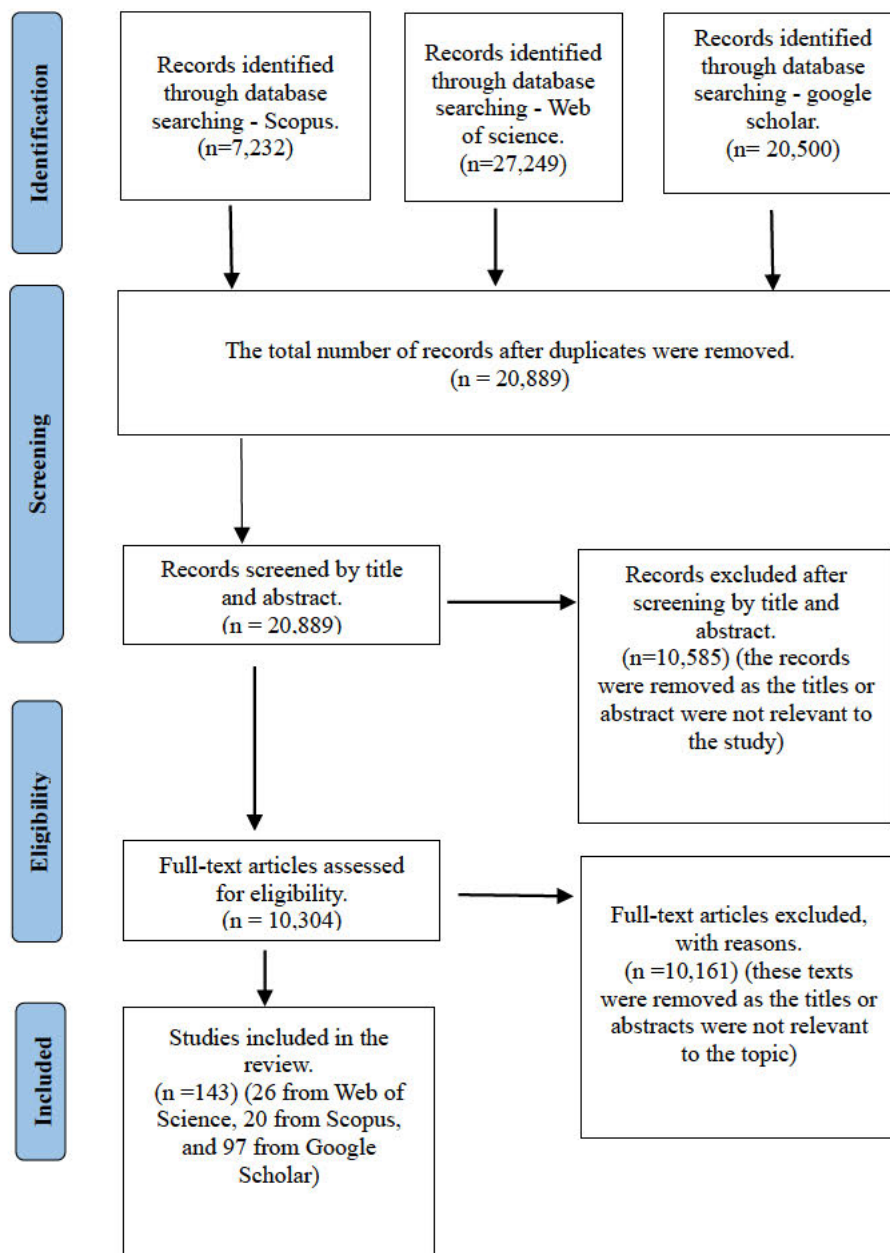 Identification
Records identified
through database
searching - Scopus.
(n=7,232)
Records identified
through database
searching - Web
of science.
(n=27,249)
Records identified
through database
searching - google
scholar.
(n= 20,500)
Screening
The total number of records after duplicates were removed.
(n = 20,889)
Records screened by title
and abstract.
(n = 20,889)
Records excluded after
screening by title and
abstract.
(n=10,585) (the records
were removed as the titles or
abstract were not relevant to
the study)
Eligibility
Full-text articles assessed
for eligibility.
(n = 10,304)
Full-text articles excluded,
with reasons.
(n =10,161) (these texts
were removed as the titles or
abstracts were not relevant
to the topic)
Included
Studies included in the
review.
(n =143) (26 from Web of
Science, 20 from Scopus,
and 97 from Google
Scholar)